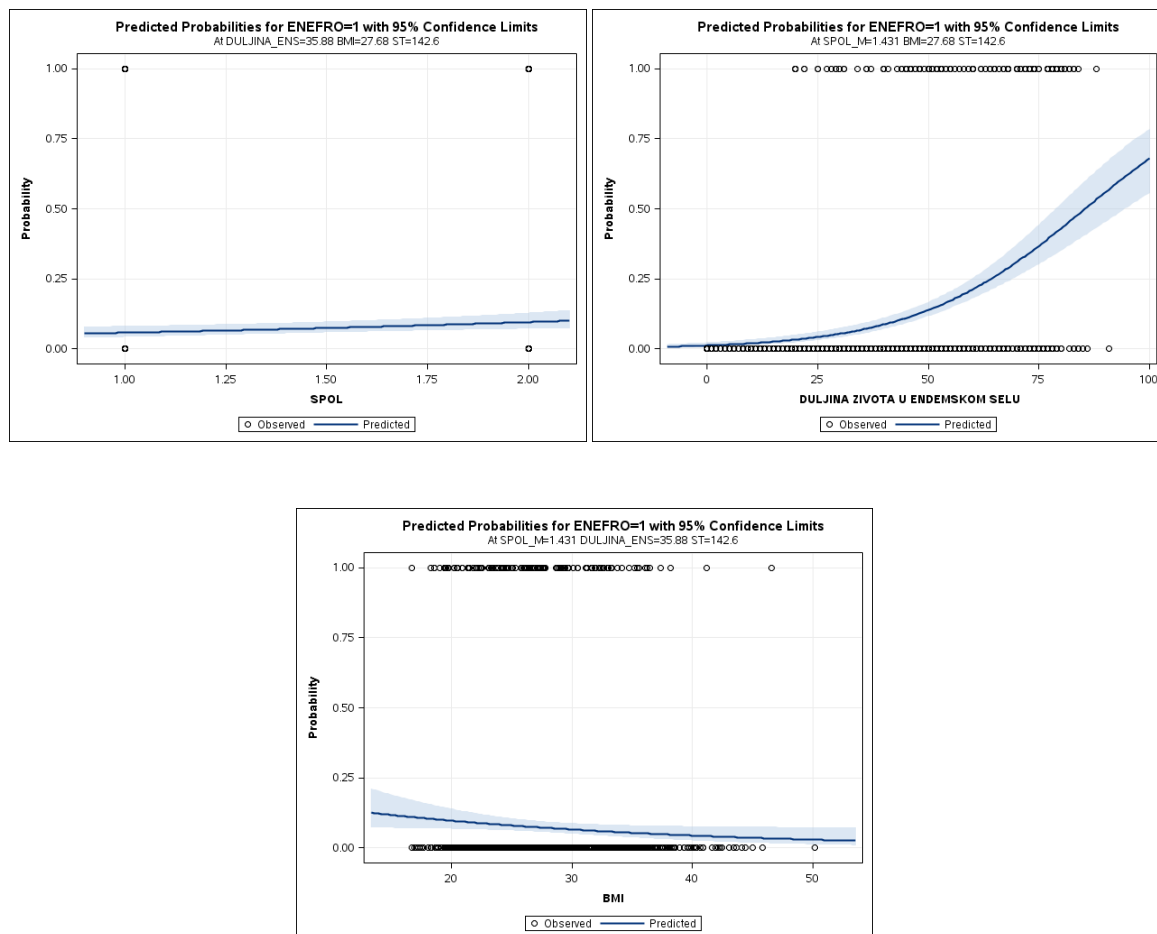 Predicted Probabilities for ENEFRO=1 with 95% Confidence Limits
At DULJINA_ENS=35.88 BMI=27.68 ST=142.6
1.00
0.75
0.50
0.25
0.00
Probability
1.00 1.25 1.50 1.75 2.00
SPOL
Observed Predicted
Predicted Probabilities for ENEFRO=1 with 95% Confidence Limits
At SPOL_M=1.431 BMI=27.68 ST=142.6
1.00
0.75
0.50
0.25
0.00
Probability
0 25 50 75 100
DULJINA ZIVOTA U ENDEMSKOM SELU
Observed Predicted
Predicted Probabilities for ENEFRO=1 with 95% Confidence Limits
At SPOL_M=1.431 DULJINA_ENS=35.88 ST=142.6
1.00
0.75
0.50
0.25
0.00
Probability
20 30 40 50
BMI
Observed Predicted